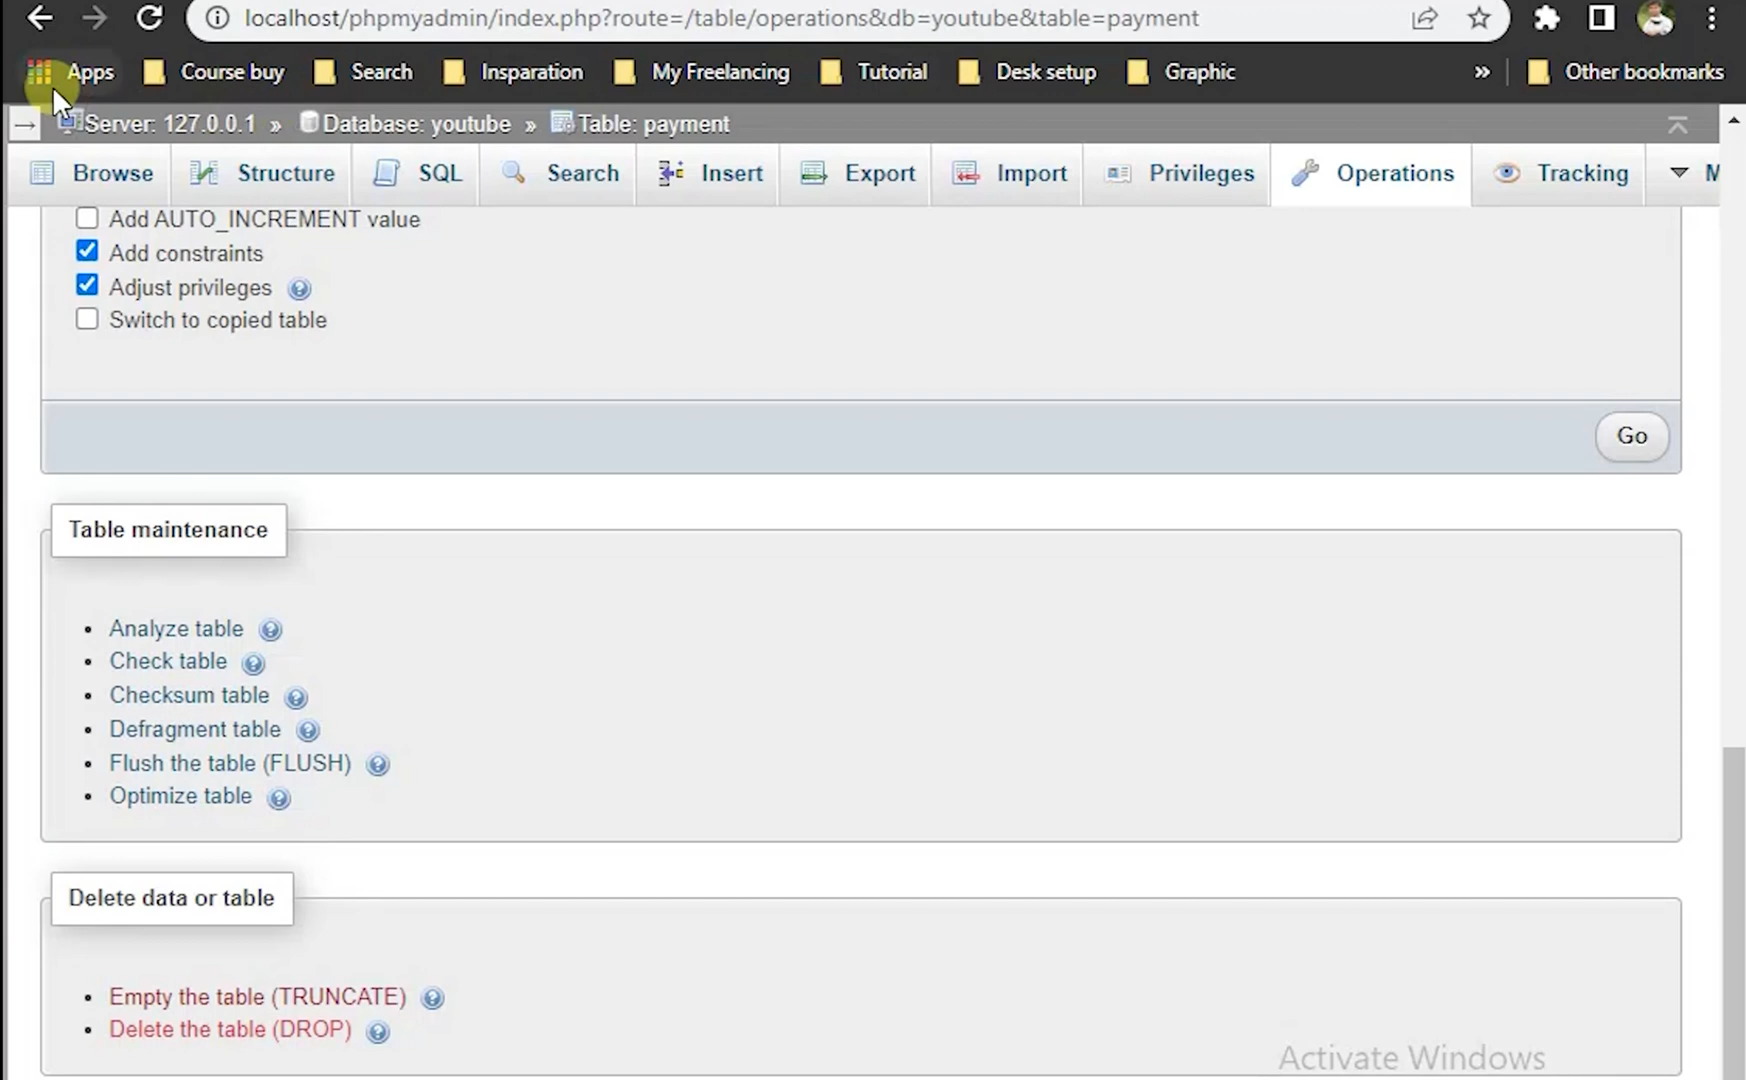 localhost/phpmyadmin/index.php?route=/table/operations&db=youtube&table=payment
Apps Course buy Search Insparation My Freelancing Tutorial Desk setup Graphic » Other bookmarks
Server: 127.0.0.1 » Database: youtube » Table: payment
Browse Structure SQL Search Insert Export Import Privileges Operations Tracking M
Add AUTO_INCREMENT value
Add constraints
Adjust privileges
Switch to copied table
Go
Table maintenance
Analyze table
Check table
Checksum table
Defragment table
Flush the table (FLUSH)
Optimize table
Delete data or table
Empty the table (TRUNCATE)
Delete the table (DROP)
Activate Windows